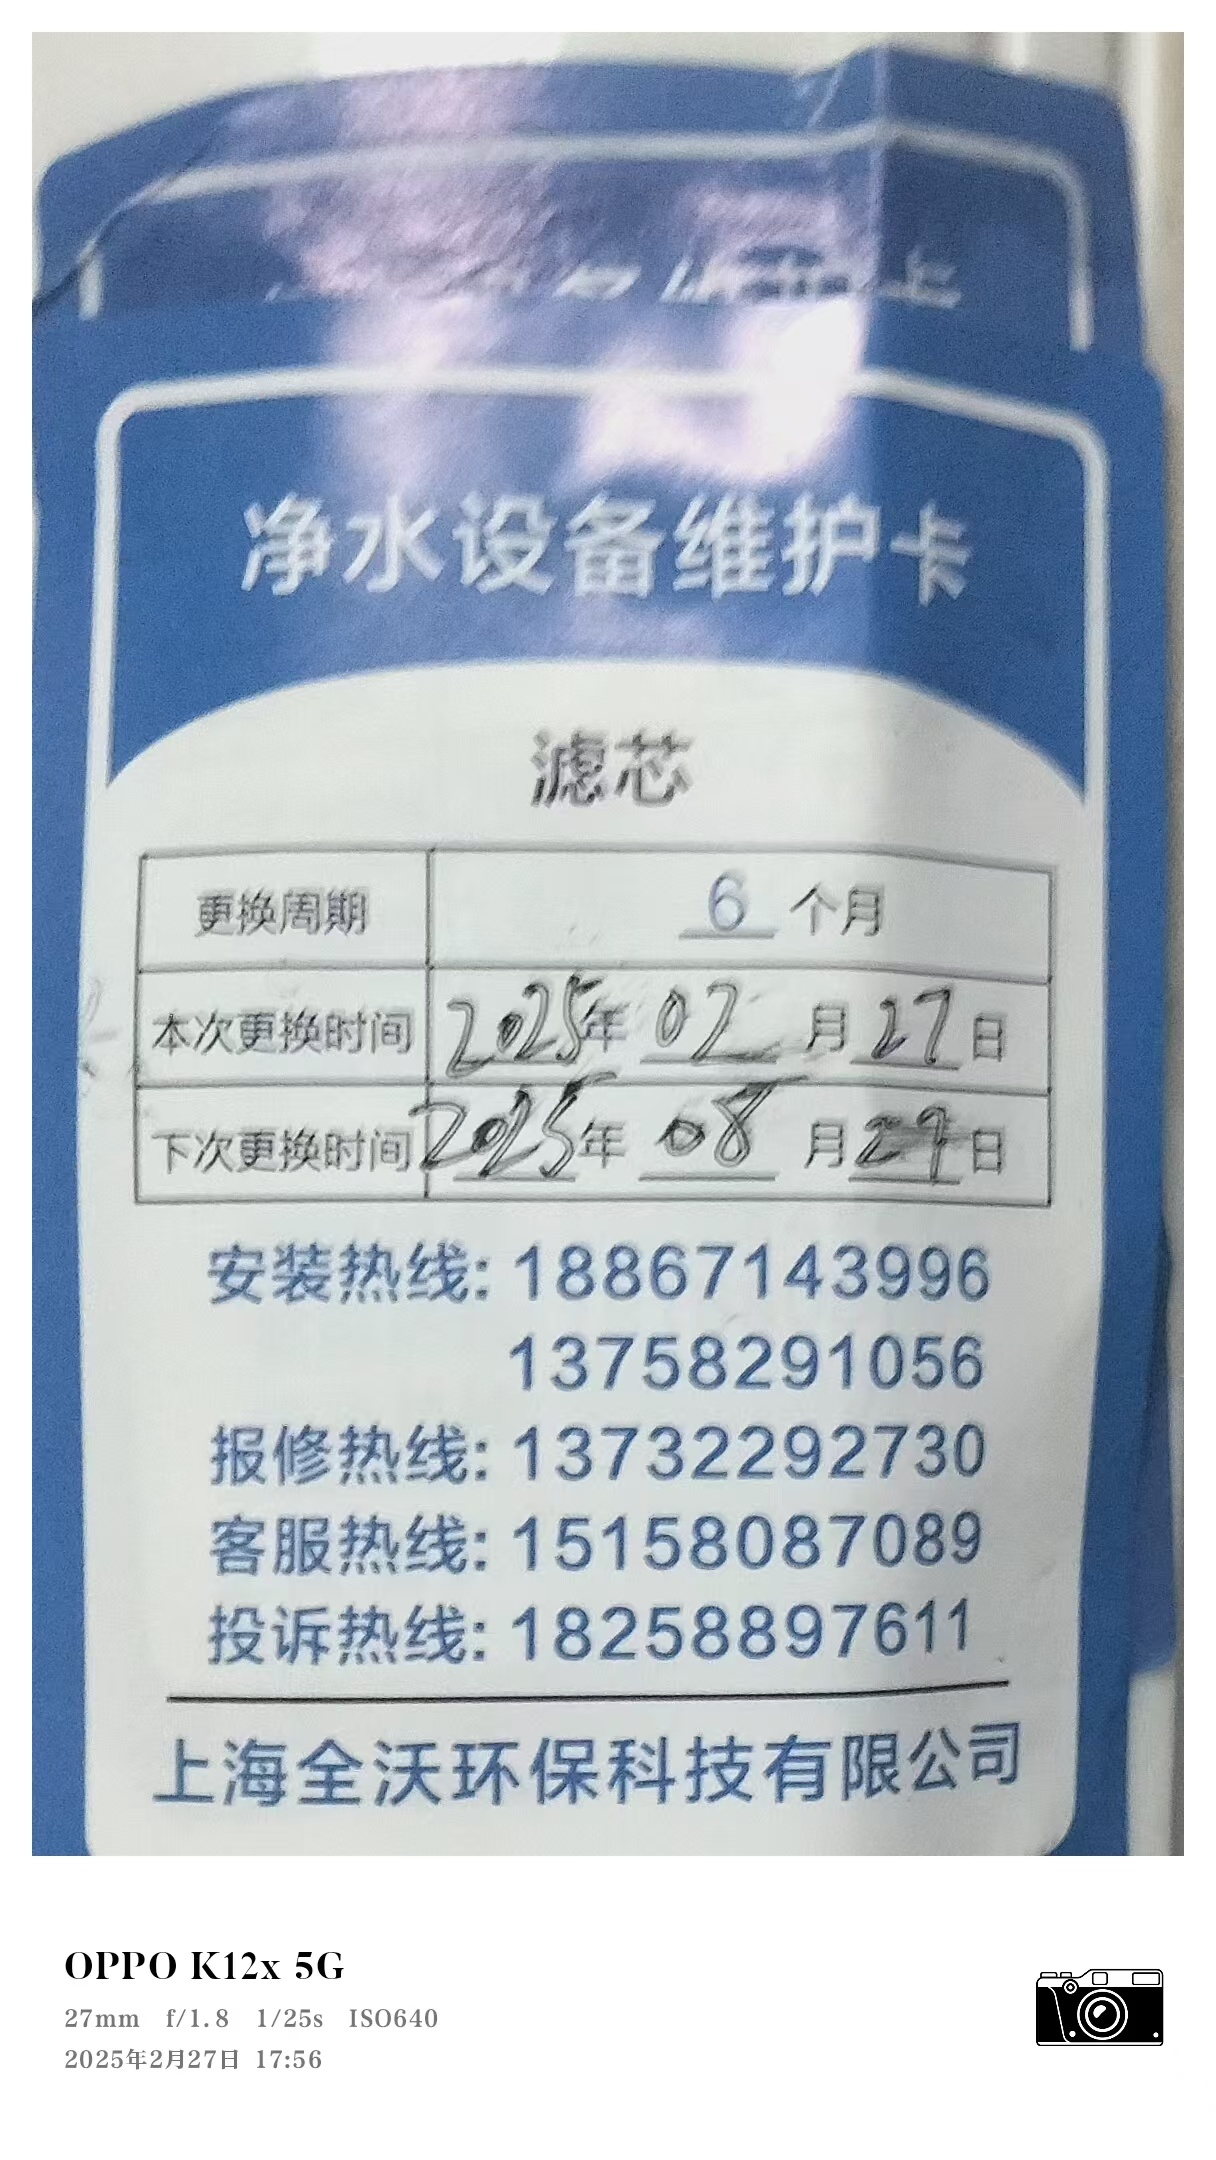 净水设备维护卡
滤芯
更换周期 6 个月
本次更换时间 2025年 02 月 27 日
下次更换时间 2025年 08 月 日
安装热线: 18867143996
13758291056
报修热线: 13732292730
客服热线: 15158087089
投诉热线: 18258897611
上海全沃环保科技有限公司
OPPO K12x 5G
27mm f/1.8 1/25s ISO640
2025年2月27日 17:56